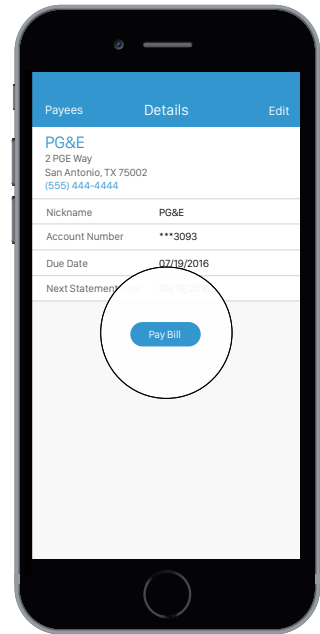 Payees Details Edit
PG&E
2 PGE Way
San Antonio, TX 75002
(555) 444-4444
Nickname PG&E
Account Number ***3093
Due Date 07/19/2016
Next Statement
Pay Bill